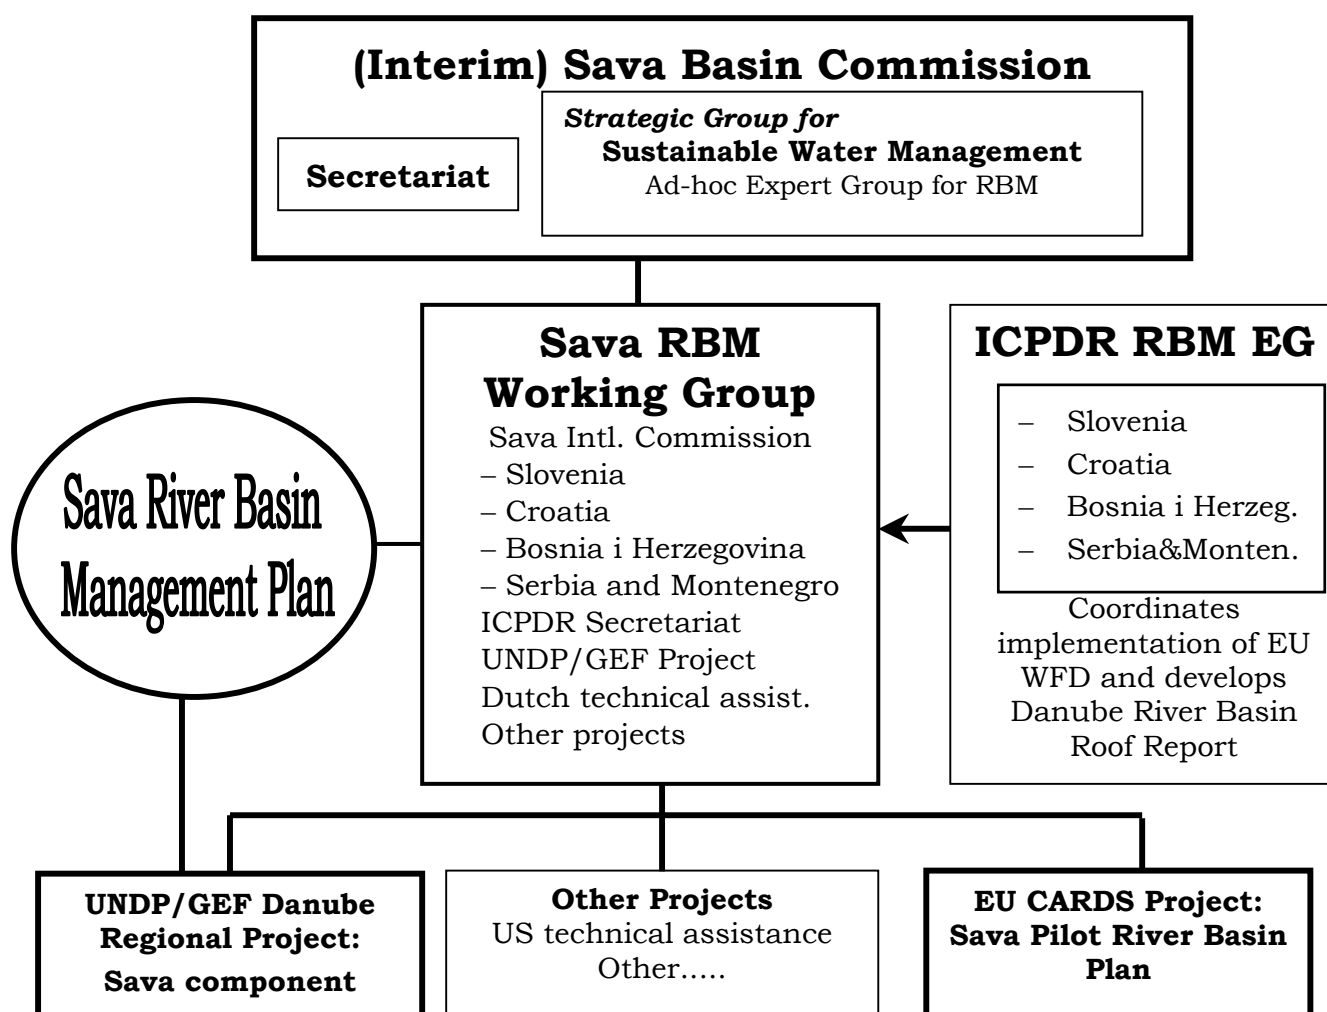 (Interim) Sava Basin Commission
Secretariat
Strategic Group for
Sustainable Water Management
Ad-hoc Expert Group for RBM
Sava RBM
Working Group
Sava Intl. Commission
– Slovenia
– Croatia
– Bosnia i Herzegovina
– Serbia and Montenegro
ICPDR Secretariat
UNDP/GEF Project
Dutch technical assist.
Other projects
ICPDR RBM EG
– Slovenia
– Croatia
– Bosnia i Herzeg.
– Serbia&Monten.
Coordinates
implementation of EU
WFD and develops
Danube River Basin
Roof Report
Sava River Basin
Management Plan
UNDP/GEF Danube
Regional Project:
Sava component
Other Projects
US technical assistance
Other.....
EU CARDS Project:
Sava Pilot River Basin
Plan